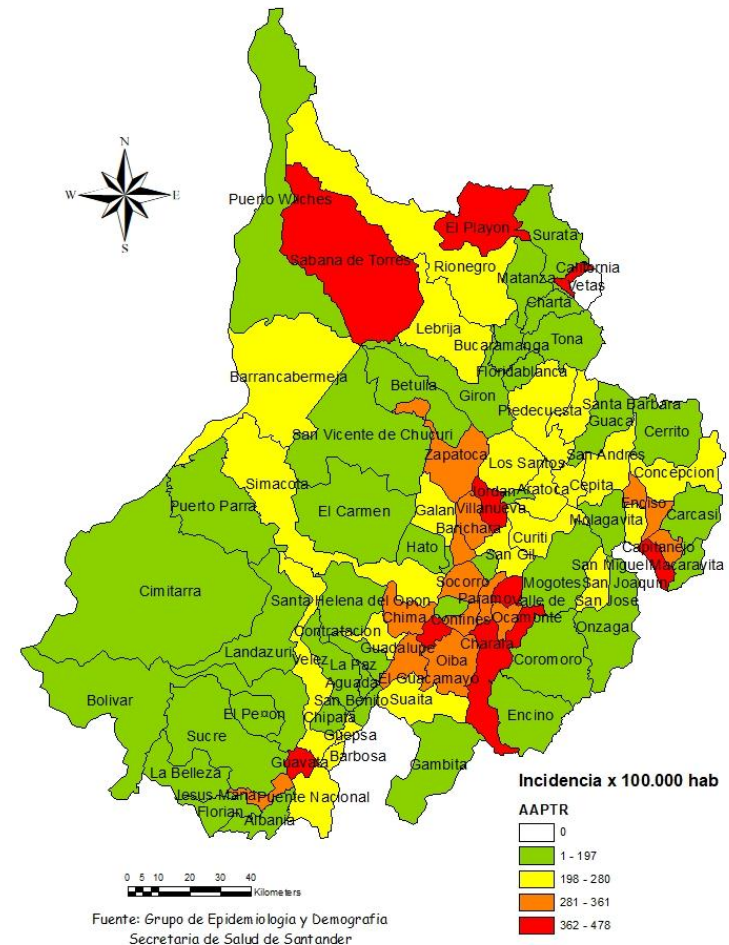 N
W
E
S
Puerto Wilches
El Playon
Surata
Sabana de Torres
Rionegro
California
Matanza
Vetas
Charta
Lebrija
Bucaramanga
Tona
Floridablanca
Barrancabermeja
Betulia
Giron
Piedecuesta
Santa Barbara
Guaca
Cerrito
San Vicente de Chucuri
Zapatoca
Los Santos
San Andres
Concepcion
Simacota
Jordan
Aratoca
Cepita
Puerto Parra
El Carmen
Galan
Villanueva
Enciso
Carcasi
Barichara
Molagavita
Curiti
Hato
San Gil
Capitanejo
San Miguel
Macaravita
Cimitarra
Socorro
Mogotes
San Joaquin
Santa Helena del Opon
Chima
Paramo
Valle de San Jose
Confines
Ocamonte
Onzaga
Contratacion
Guadalupe
Charala
Landazuri
Velez
La Paz
Oiba
Coromoro
Aguada
El Guacamayo
Bolivar
San Benito
Suaita
El Pe¤on
Chipata
Encino
Sucre
Guepsa
Guavata
Barbosa
Gambita
La Belleza
Jesus Maria
Puente Nacional
Florian
Albania
Incidencia x 100.000 hab
AAPTR
0
1 - 197
198 - 280
281 - 361
362 - 478
0 5 10 20 30 40
Kilometers
Fuente: Grupo de Epidemiologia y Demografia
Secretaria de Salud de Santander